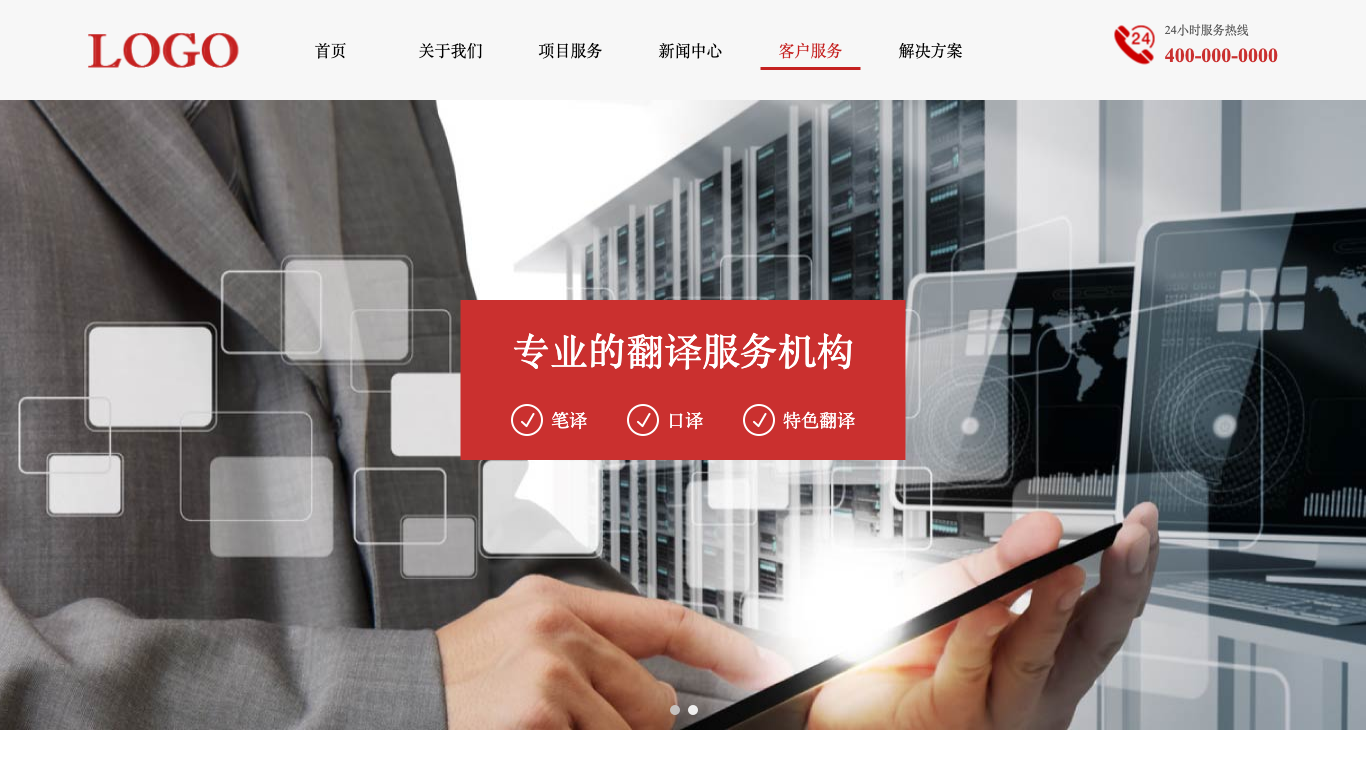 LOGO
首页
关于我们
项目服务
新闻中心
客户服务
解决方案
24
24小时服务热线
400-000-0000
专业的翻译服务机构
笔译
口译
特色翻译